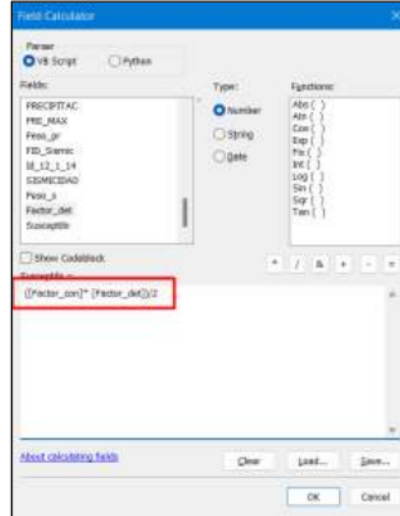 Field Calculator
Parser
VB Script Python
Fields: Type: Functions:
PRECIPITAC
PRE_MAX
Peso_pr
FID_Sismic
Id_12_1_14
SISMICIDAD
Peso_s
Factor_det
Susceptib
Number
String
Date
Abs ( )
Atn ( )
Cos ( )
Exp ( )
Fix ( )
Int ( )
Log ( )
Sin ( )
Sqr ( )
Tan ( )
Show Codeblock
* / & + - =
Susceptib =
([Factor_con]* [Factor_det])/2
About calculating fields
Clear Load... Save...
OK Cancel